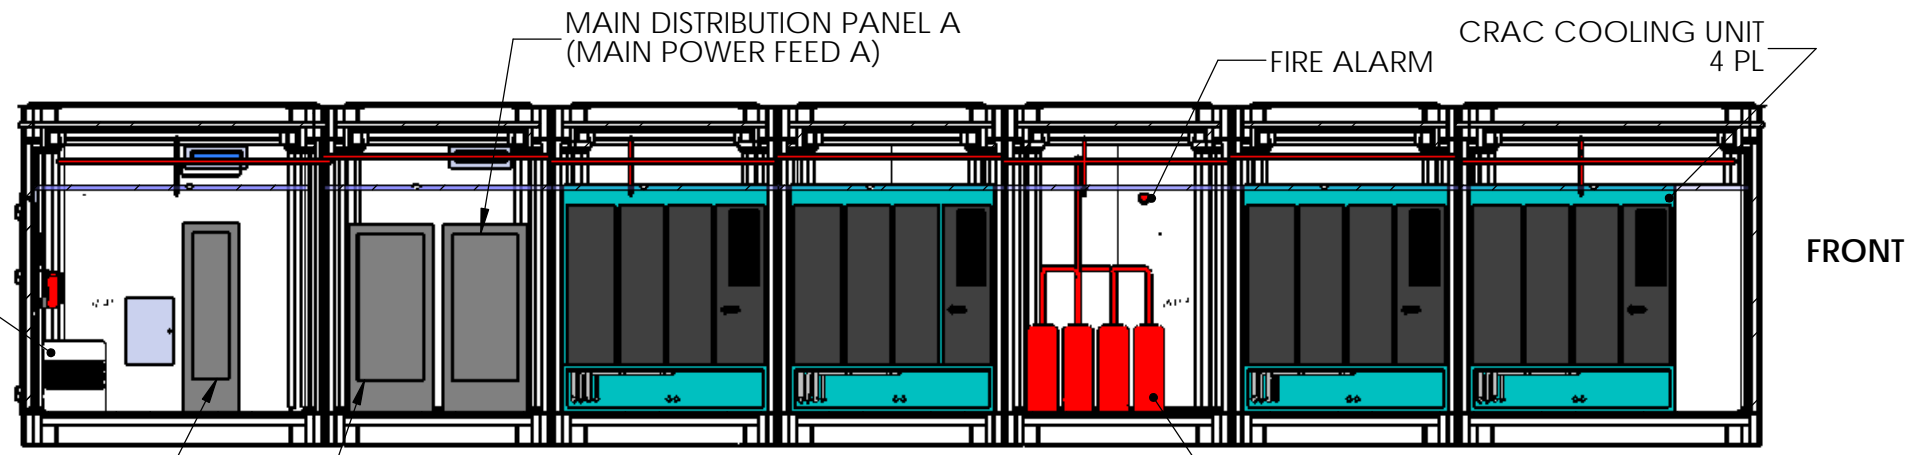 MAIN DISTRIBUTION PANEL A
(MAIN POWER FEED A)
FIRE ALARM
CRAC COOLING UNIT
4 PL
FRONT